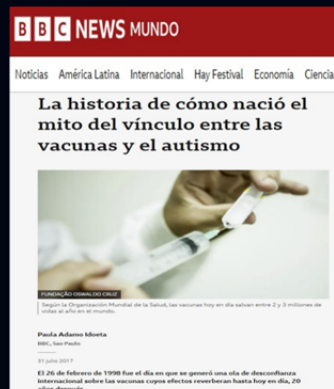 BBC NEWS MUNDO
Noticias América Latina Internacional Hay Festival Economía Ciencia
La historia de cómo nació el
mito del vínculo entre las
vacunas y el autismo
FUNDAÇÃO OSWALDO CRUZ
Según la Organización Mundial de la Salud, las vacunas hoy en día salvan entre 2 y 3 millones de
vidas al año en el mundo.
Paula Adamo Idoeta
BBC, Sao Paulo
31 julio 2017
El 26 de febrero de 1998 fue el día en que se generó una ola de desconfianza
internacional sobre las vacunas cuyos efectos reverberan hasta hoy en día, 20
años después